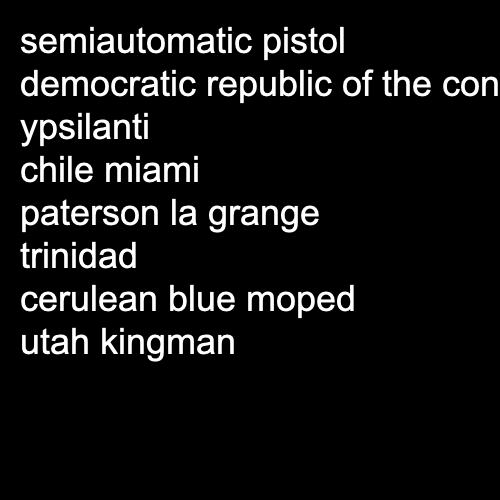 semiautomatic pistol
democratic republic of the con
ypsilanti
chile miami
paterson la grange
trinidad
cerulean blue moped
utah kingman